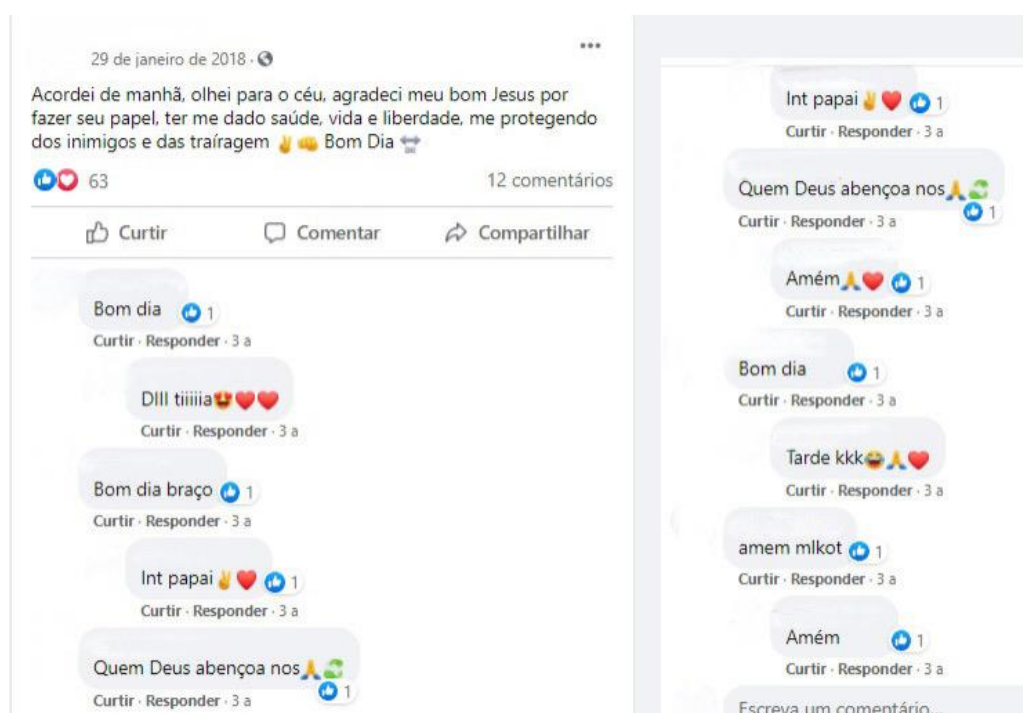 29 de janeiro de 2018 ·
Acordei de manhã, olhei para o céu, agradeci meu bom Jesus por
fazer seu papel, ter me dado saúde, vida e liberdade, me protegendo
dos inimigos e das traíragem ✌️👊 Bom Dia
63
12 comentários
Curtir Comentar Compartilhar
Bom dia 1
Curtir · Responder · 3 a
DIII tiiiiia😍❤️❤️
Curtir · Responder · 3 a
Bom dia braço 1
Curtir · Responder · 3 a
Int papai✌️❤️ 1
Curtir · Responder · 3 a
Quem Deus abençoa nos🙏 1
Curtir · Responder · 3 a
Int papai✌️❤️ 1
Curtir · Responder · 3 a
Quem Deus abençoa nos🙏 1
Curtir · Responder · 3 a
Amém🙏❤️ 1
Curtir · Responder · 3 a
Bom dia 1
Curtir · Responder · 3 a
Tarde kkk😂🙏❤️
Curtir · Responder · 3 a
amem mlkot 1
Curtir · Responder · 3 a
Amém 1
Curtir · Responder · 3 a
Escreva um comentário...